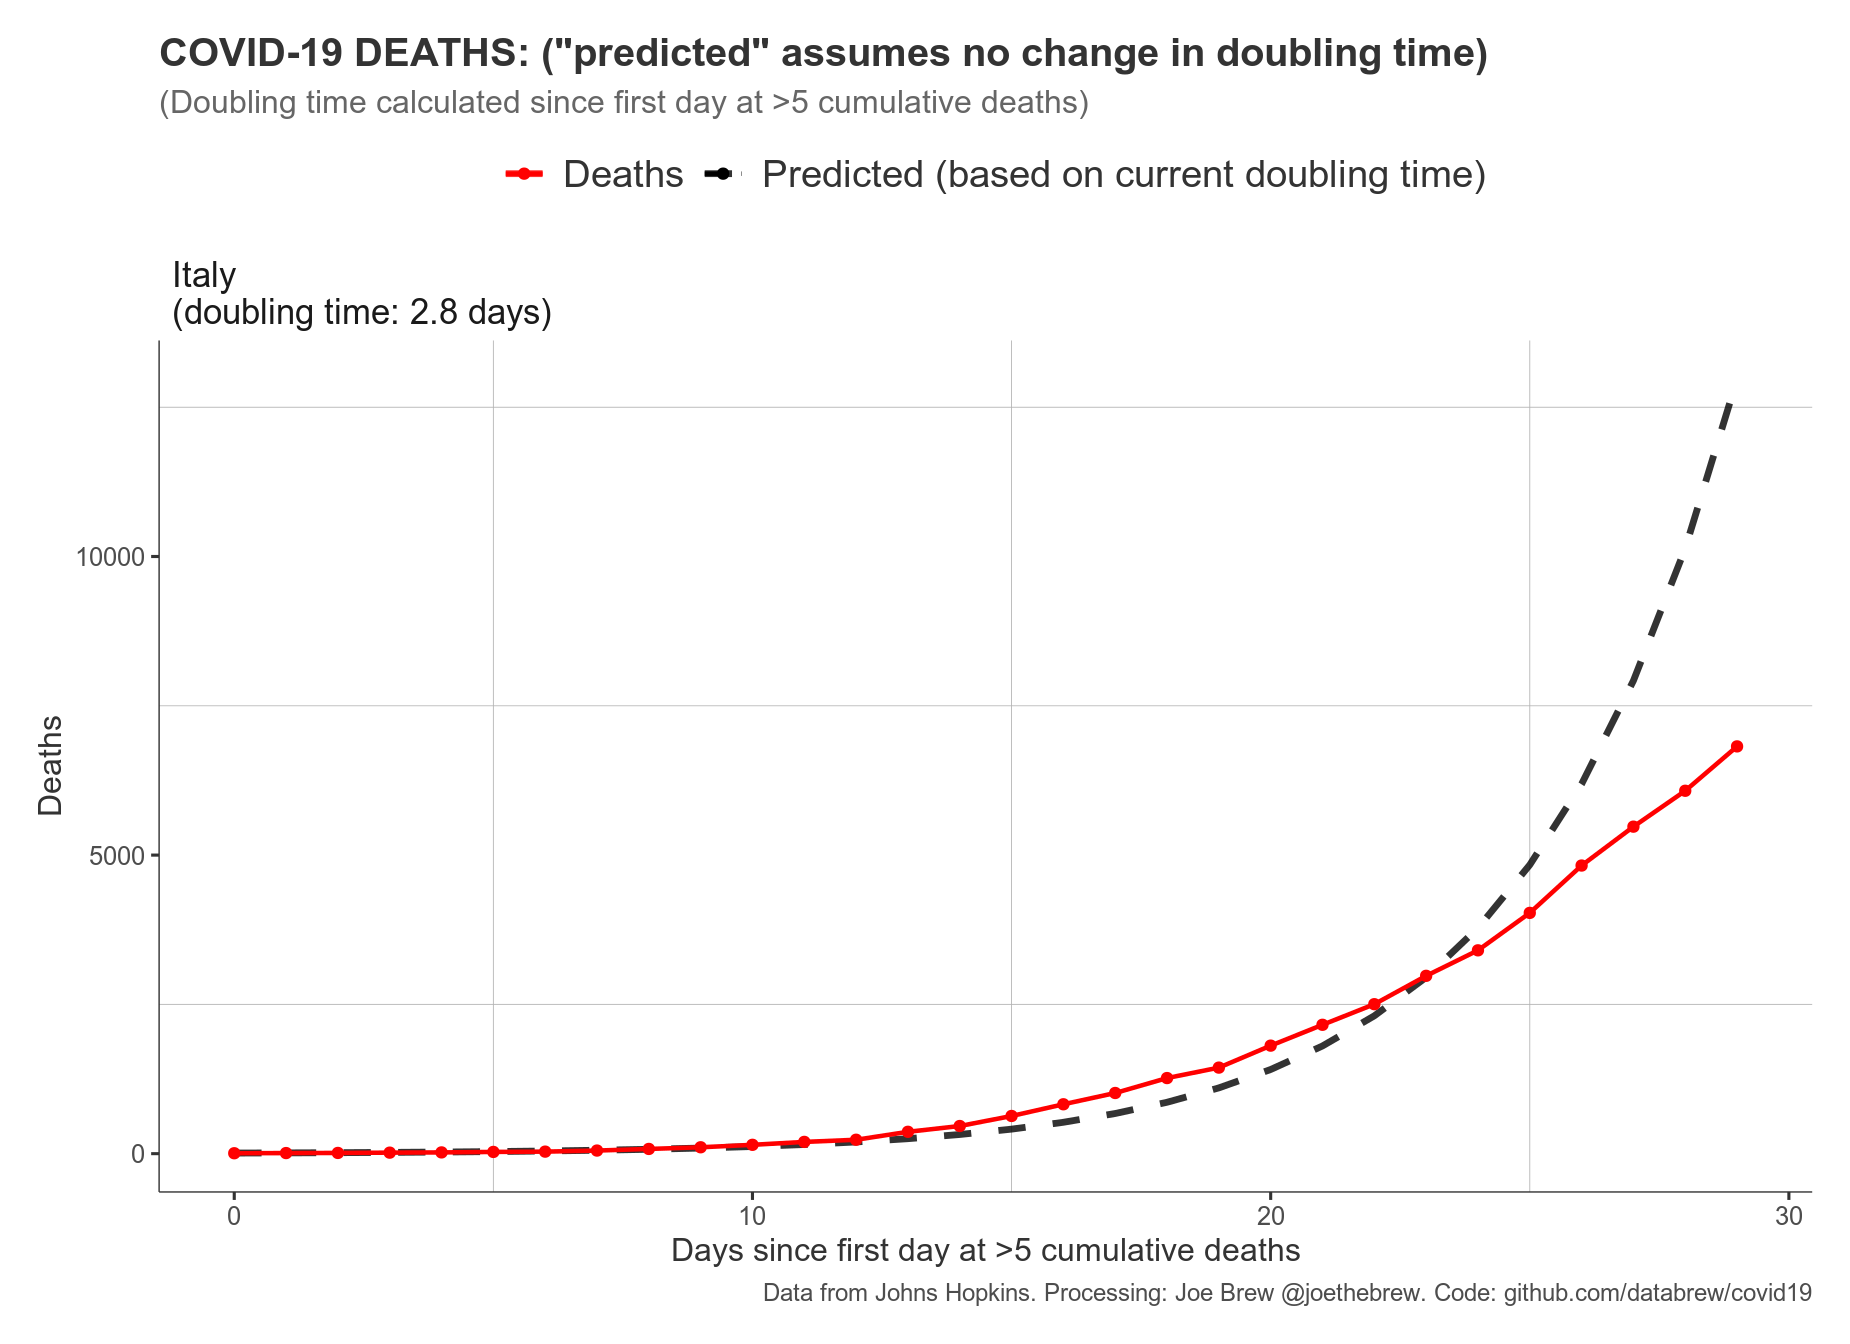 COVID-19 DEATHS: ("predicted" assumes no change in doubling time)
(Doubling time calculated since first day at >5 cumulative deaths)
Deaths Predicted (based on current doubling time)
Italy
(doubling time: 2.8 days)
10000
5000
0
Deaths
0 10 20 30
Days since first day at >5 cumulative deaths
Data from Johns Hopkins. Processing: Joe Brew @joethebrew. Code: github.com/databrew/covid19